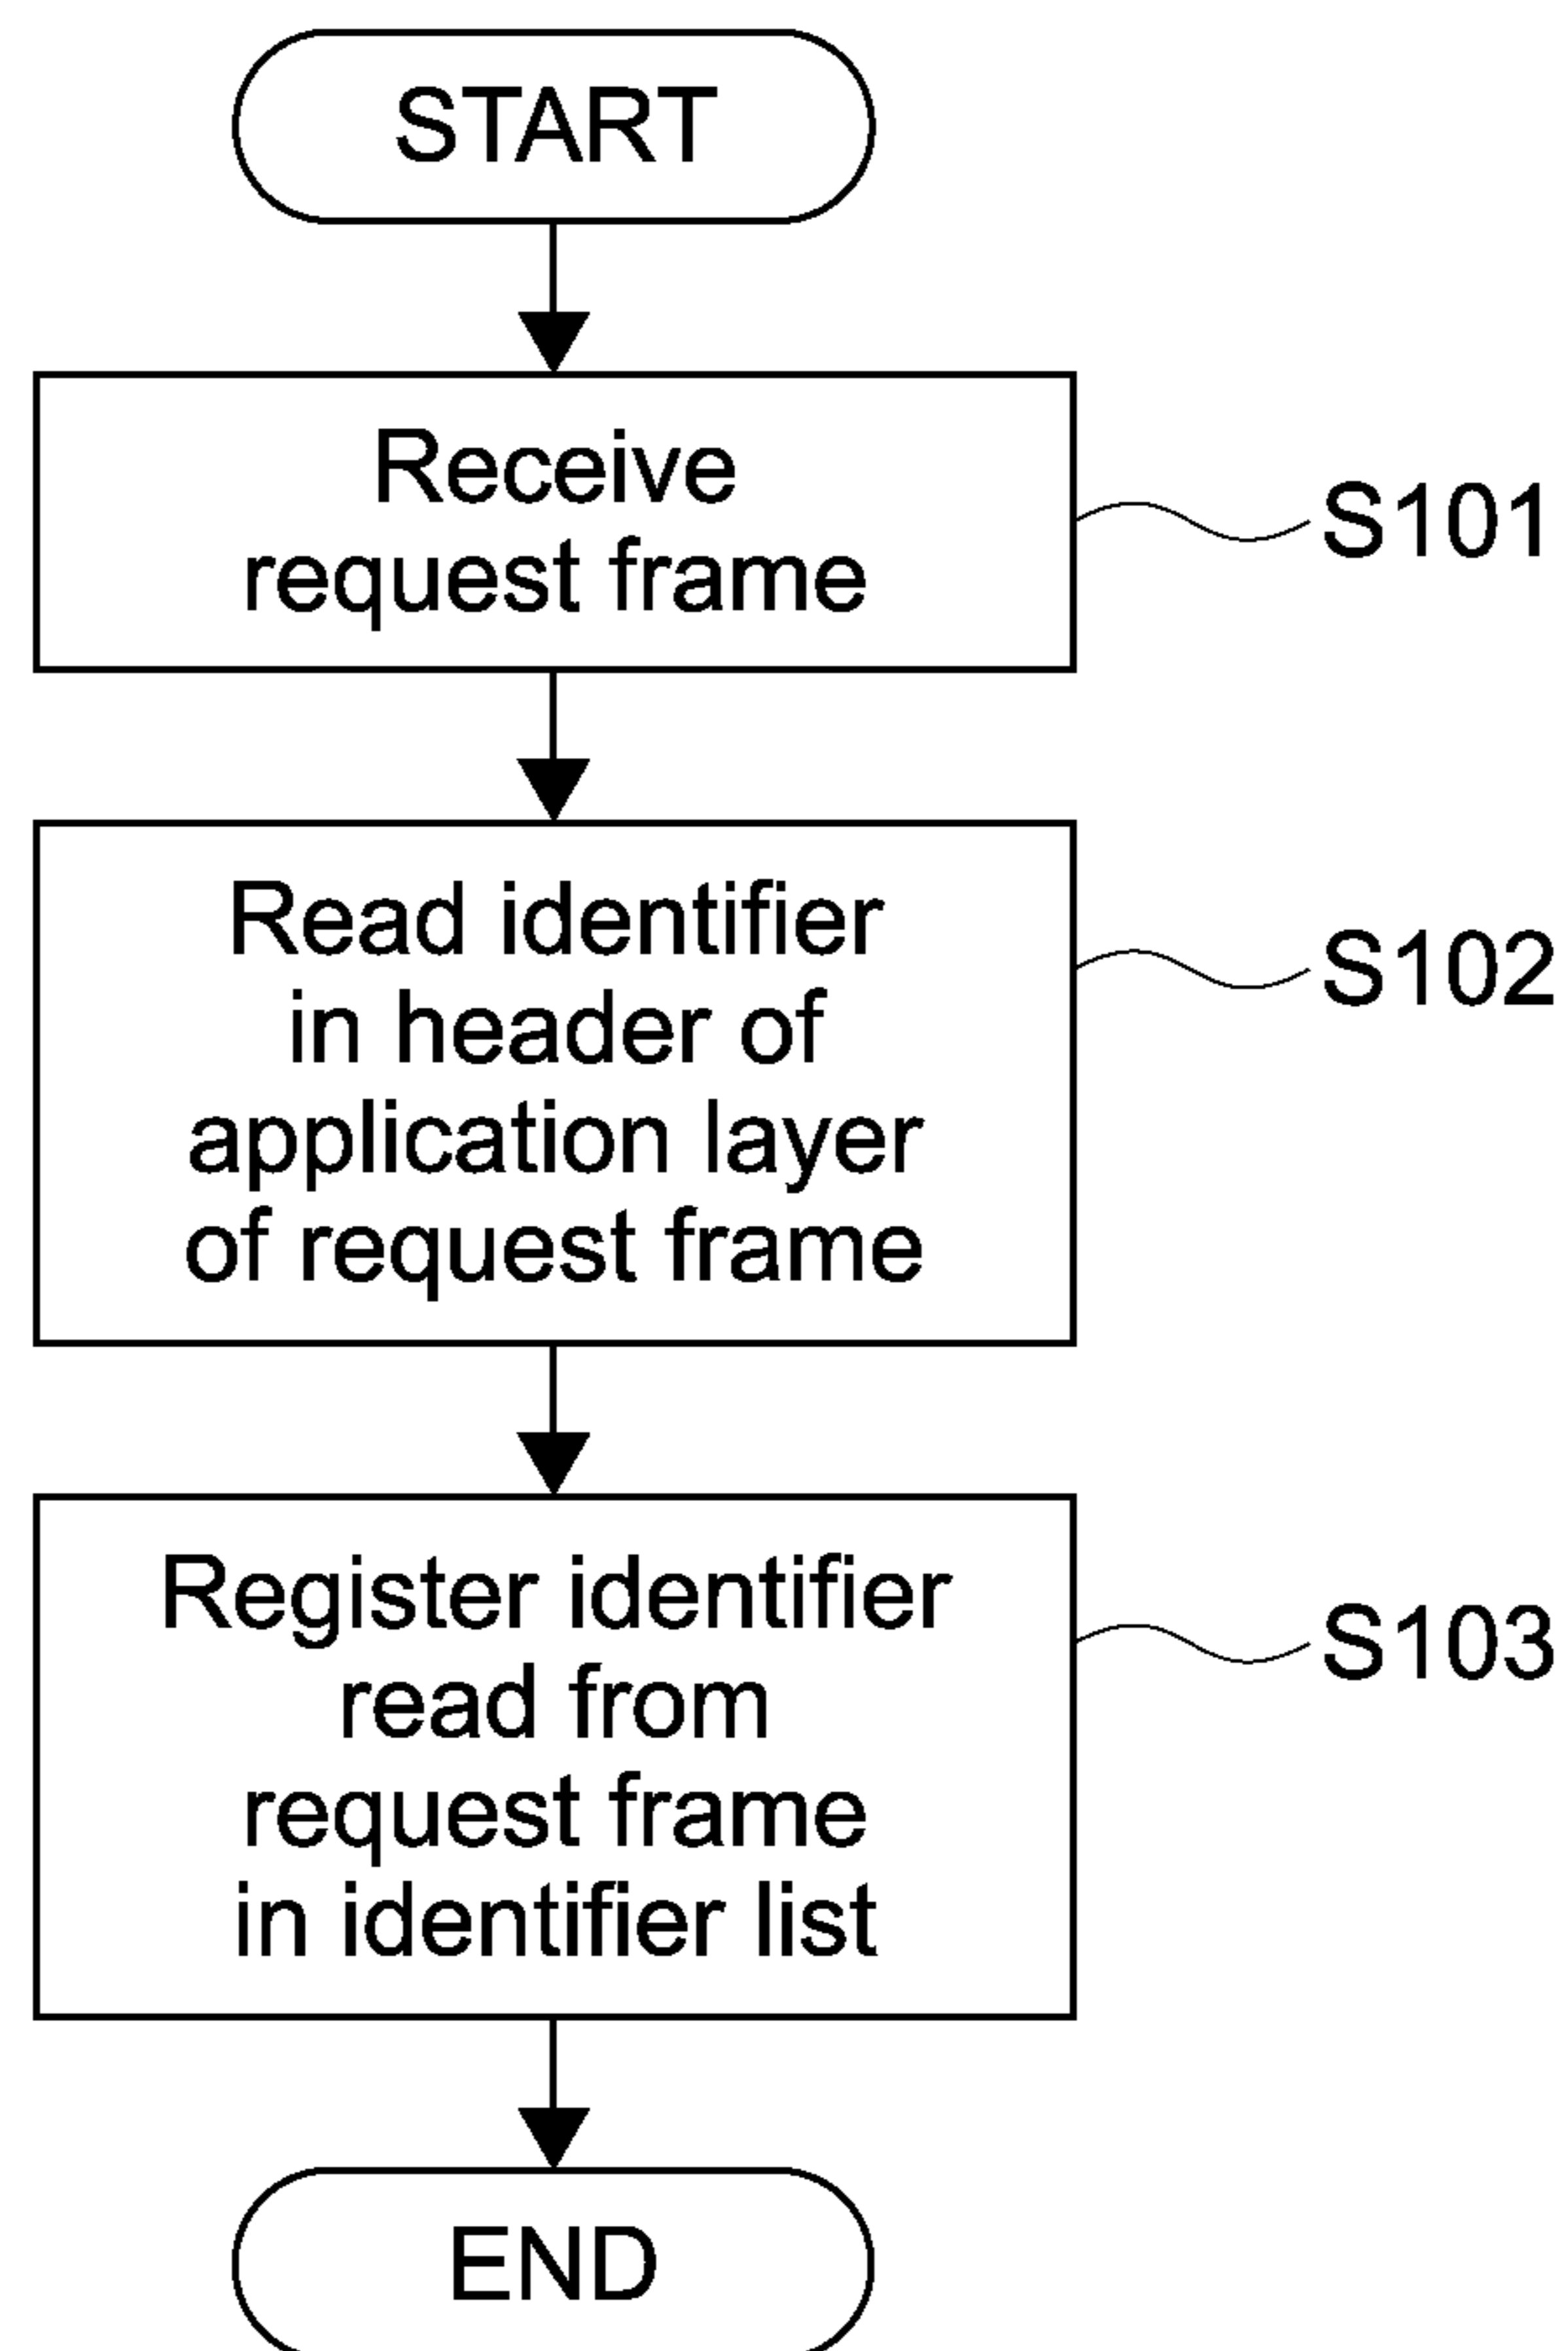 START
Receive
request frame
S101
Read identifier
in header of
application layer
of request frame
S102
Register identifier
read from
request frame
in identifier list
S103
END